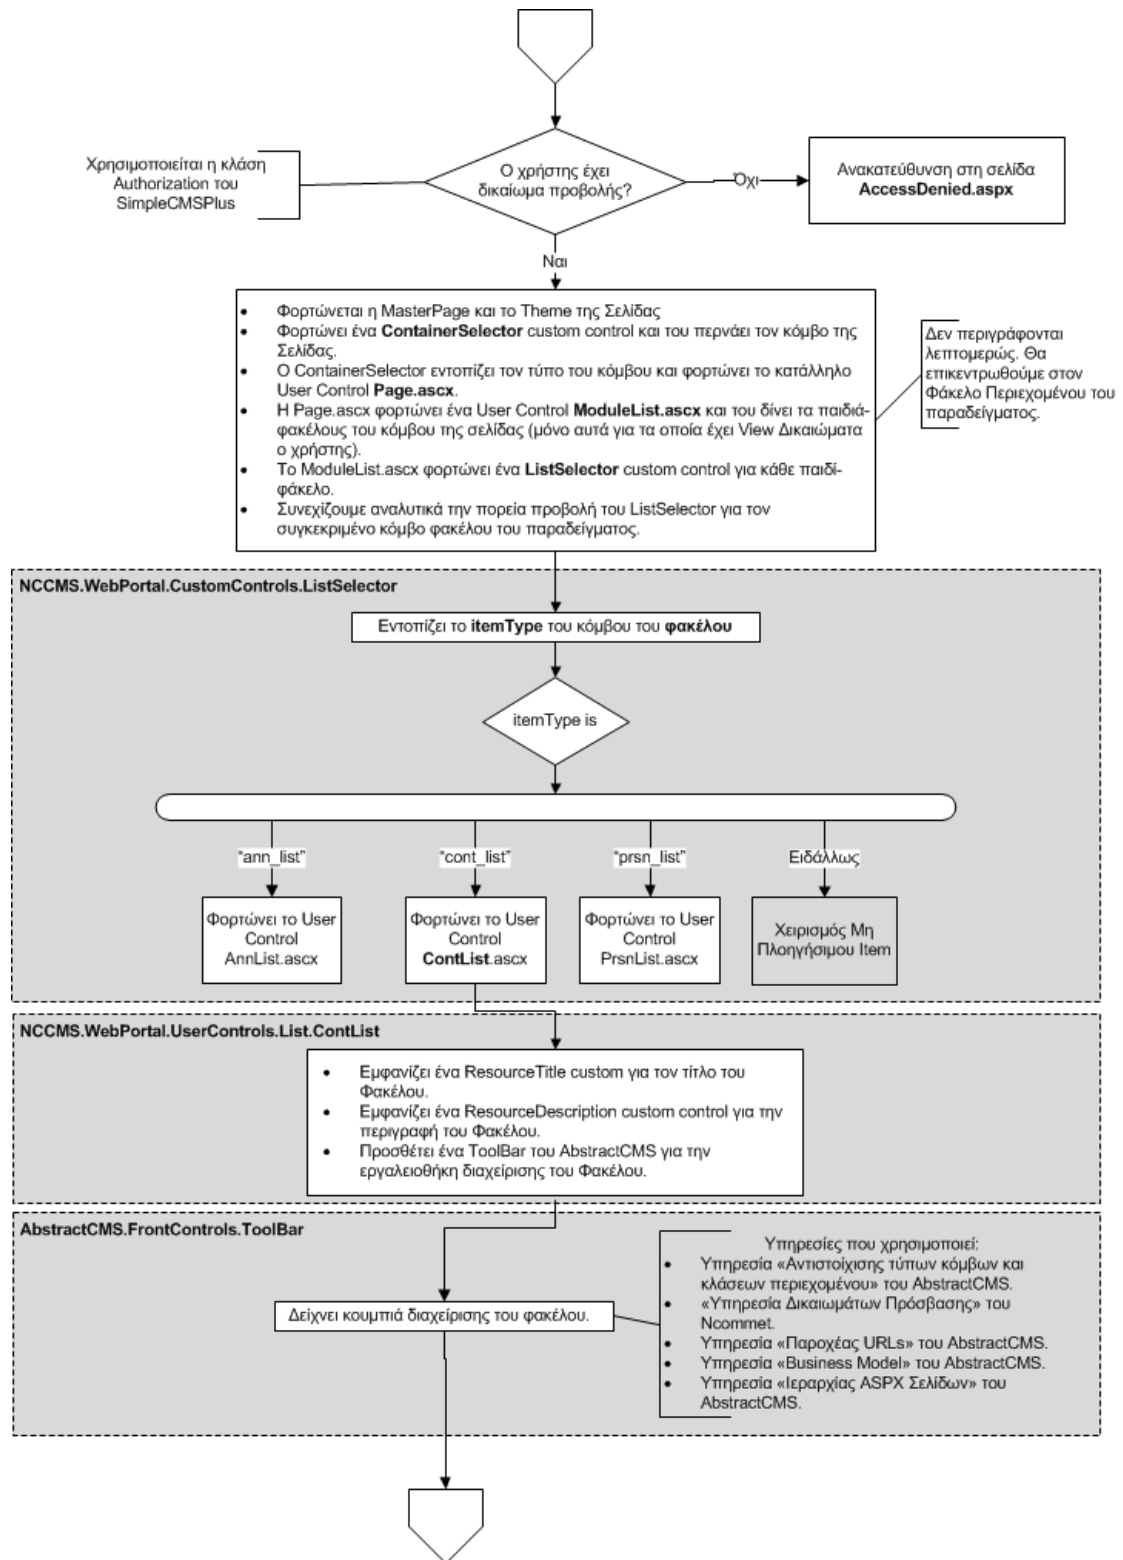 Χρησιμοποιείται η κλάση
Authorization του
SimpleCMSPlus
Ο χρήστης έχει
δικαίωμα προβολής?
Όχι
Ανακατεύθυνση στη σελίδα
AccessDenied.aspx
Ναι
• Φορτώνεται η MasterPage και το Theme της Σελίδας
• Φορτώνει ένα ContainerSelector custom control και του περνάει τον κόμβο της
Σελίδας.
• Ο ContainerSelector εντοπίζει τον τύπο του κόμβου και φορτώνει το κατάλληλο
User Control Page.ascx.
• Η Page.ascx φορτώνει ένα User Control ModuleList.ascx και του δίνει τα παιδιά-
φακέλους του κόμβου της σελίδας (μόνο αυτά για τα οποία έχει View Δικαιώματα
ο χρήστης).
• Το ModuleList.ascx φορτώνει ένα ListSelector custom control για κάθε παιδί-
φάκελο.
• Συνεχίζουμε αναλυτικά την πορεία προβολή του ListSelector για τον
συγκεκριμένο κόμβο φακέλου του παραδείγματος.
Δεν περιγράφονται
λεπτομερώς. Θα
επικεντρωθούμε στον
Φάκελο Περιεχομένου του
παραδείγματος.
NCCMS.WebPortal.CustomControls.ListSelector
Εντοπίζει το itemType του κόμβου του φακέλου
itemType is
"ann_list"
"cont_list"
"prsn_list"
Ειδάλλως
Φορτώνει το User
Control
AnnList.ascx
Φορτώνει το User
Control
ContList.ascx
Φορτώνει το User
Control
PrsnList.ascx
Χειρισμός Μη
Πλοηγήσιμου Item
NCCMS.WebPortal.UserControls.List.ContList
• Εμφανίζει ένα ResourceTitle custom για τον τίτλο του
Φακέλου.
• Εμφανίζει ένα ResourceDescription custom control για την
περιγραφή του Φακέλου.
• Προσθέτει ένα ToolBar του AbstractCMS για την
εργαλειοθήκη διαχείρισης του Φακέλου.
AbstractCMS.FrontControls.ToolBar
Δείχνει κουμπιά διαχείρισης του φακέλου.
Υπηρεσίες που χρησιμοποιεί:
• Υπηρεσία «Αντιστοίχισης τύπων κόμβων και
κλάσεων περιεχομένου» του AbstractCMS.
• «Υπηρεσία Δικαιωμάτων Πρόσβασης» του
Ncommet.
• Υπηρεσία «Παροχέας URLs» του AbstractCMS.
• Υπηρεσία «Business Model» του AbstractCMS.
• Υπηρεσία «Ιεραρχίας ASPX Σελίδων» του
AbstractCMS.